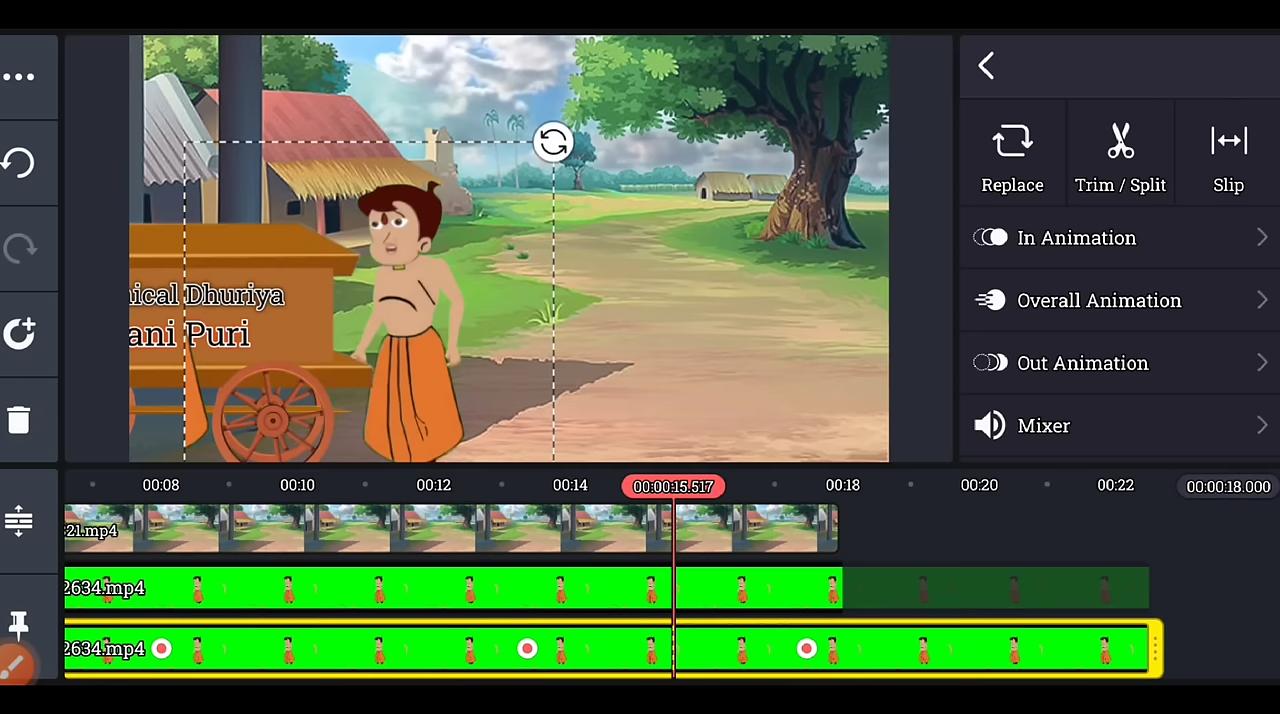 Replace
Trim / Split
Slip
In Animation
Overall Animation
Out Animation
Mixer
nical Dhuriya
ani Puri
00:08
00:10
00:12
00:14
00:00:15.517
00:18
00:20
00:22
00:00:18.000
21.mp4
2634.mp4
2634.mp4